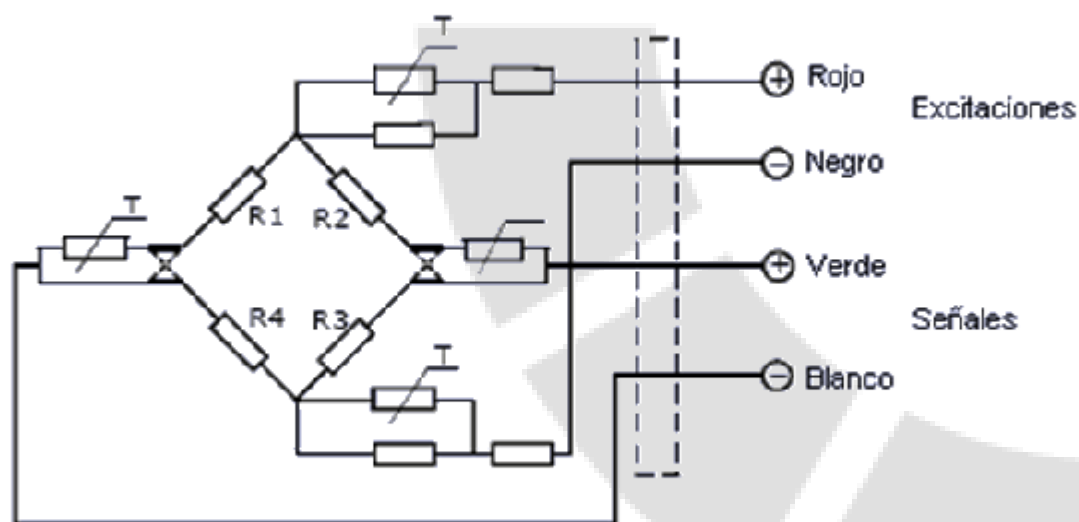 T
+ Rojo
Excitaciones
− Negro
T
R1
R2
+ Verde
R4
R3
Señales
T
− Blanco